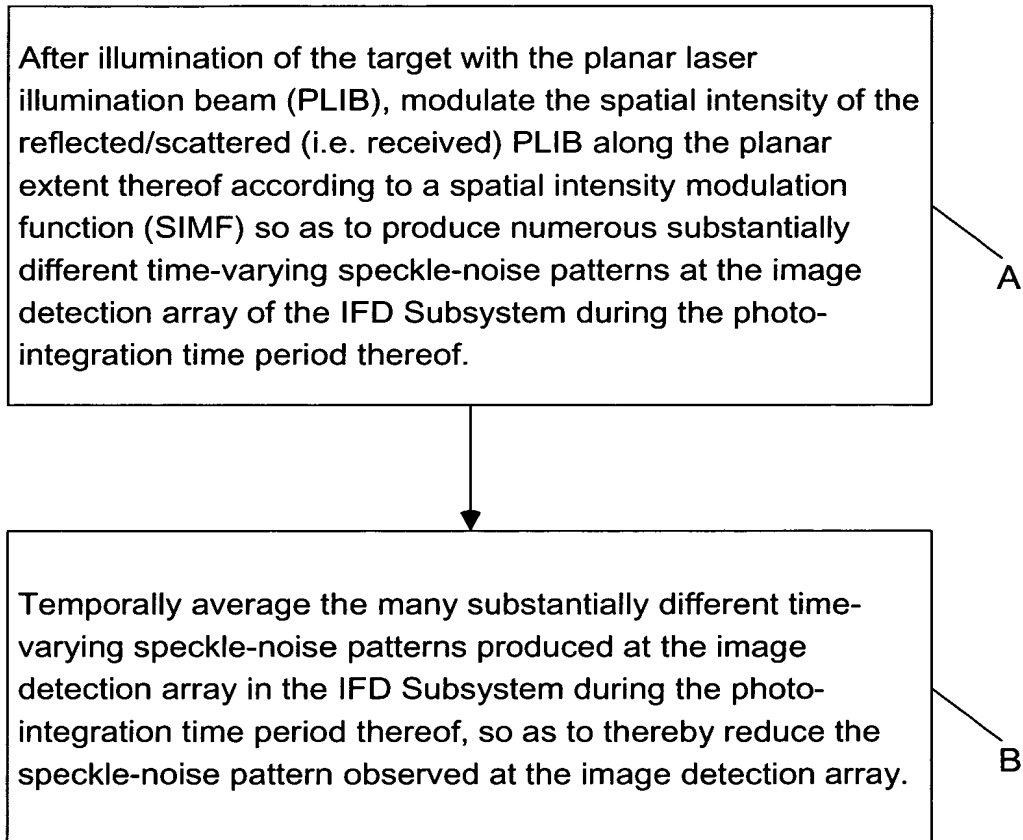 After illumination of the target with the planar laser
illumination beam (PLIB), modulate the spatial intensity of the
reflected/scattered (i.e. received) PLIB along the planar
extent thereof according to a spatial intensity modulation
function (SIMF) so as to produce numerous substantially
different time-varying speckle-noise patterns at the image
detection array of the IFD Subsystem during the photo-
integration time period thereof.
A
Temporally average the many substantially different time-
varying speckle-noise patterns produced at the image
detection array in the IFD Subsystem during the photo-
integration time period thereof, so as to thereby reduce the
speckle-noise pattern observed at the image detection array.
B